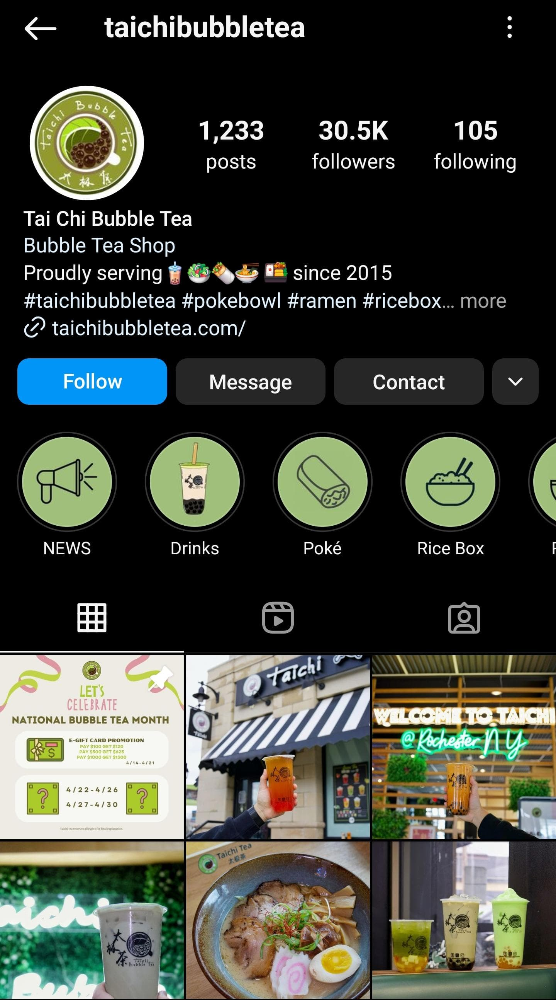 taichibubbletea
Taichi Bubble Tea
1,233
posts
30.5K
followers
105
following
Tai Chi Bubble Tea
Bubble Tea Shop
Proudly serving🧋🥗🌯🍜🍱 since 2015
#taichibubbletea #pokebowl #ramen #ricebox... more
taichibubbletea.com/
Follow
Message
Contact
NEWS
Drinks
Poké
Rice Box
LET'S
CELEBRATE
NATIONAL BUBBLE TEA MONTH
E-GIFT CARD PROMOTION
PAY $100 GET $120
PAY $500 GET $625
PAY $1000 GET $1300
4/14-4/21
? 4/22-4/26 ?
4/27-4/30
Taichi tea reserves all rights for final explanation.
Taichi
WELCOME TO TAICHI
@ Rochester NY
Taichi Tea
太极茶
太极茶
Taichi
Bubble Tea